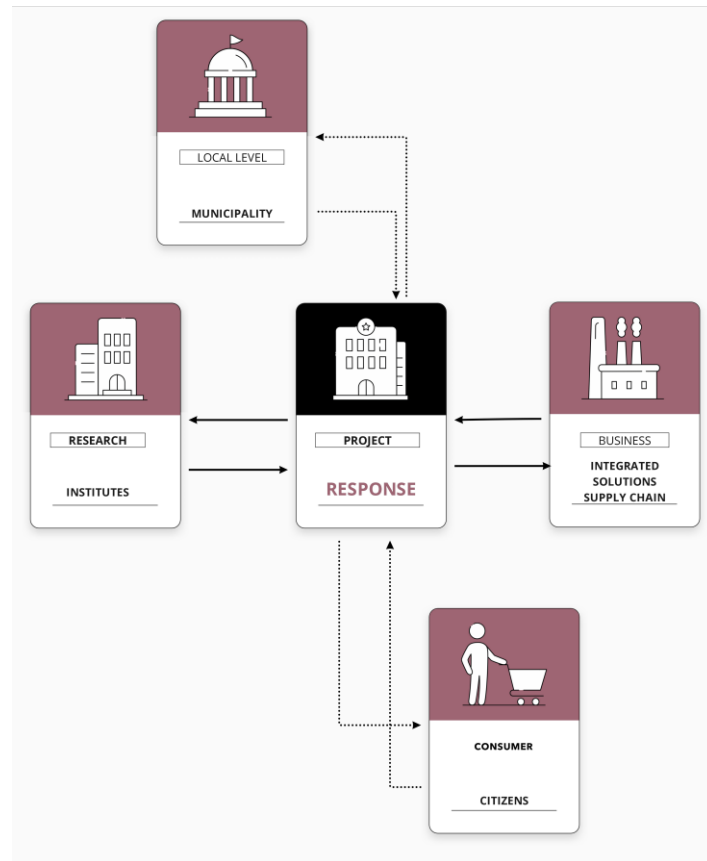 LOCAL LEVEL
MUNICIPALITY
RESEARCH
INSTITUTES
PROJECT
RESPONSE
BUSINESS
INTEGRATED
SOLUTIONS
SUPPLY CHAIN
CONSUMER
CITIZENS